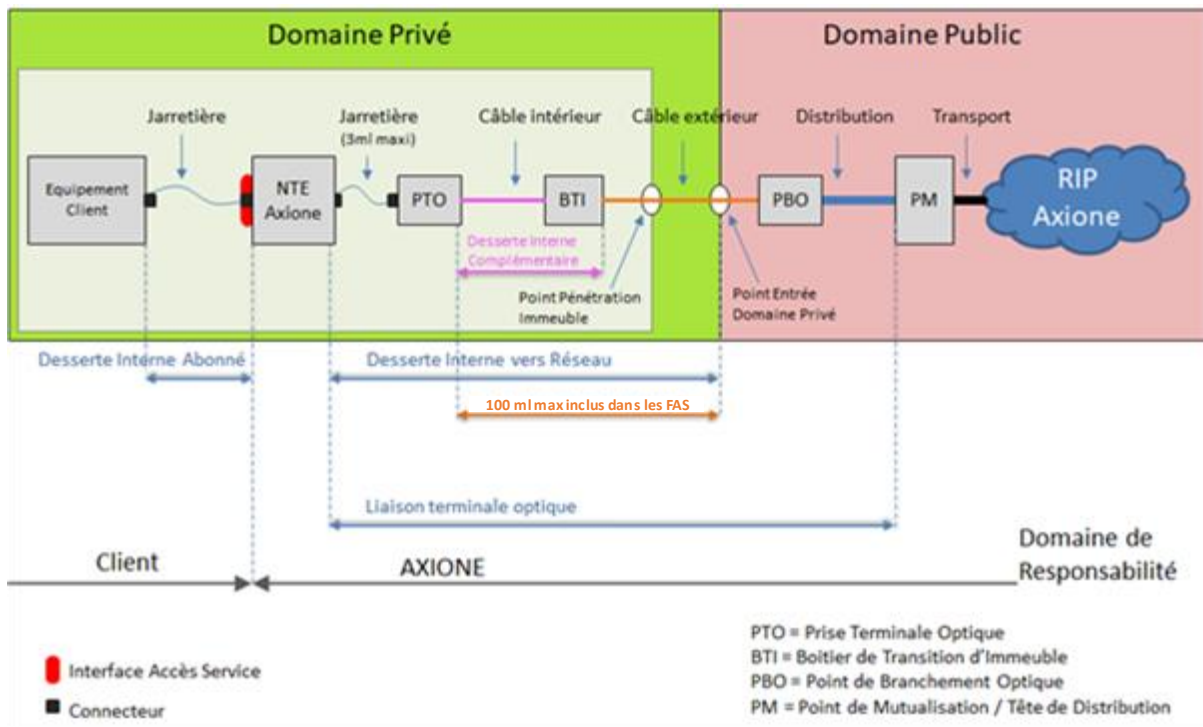 Domaine Privé
Domaine Public
Jarretière
Jarretière
(3ml maxi)
Câble intérieur
Câble extérieur
Distribution
Transport
Equipement
Client
NTE
Axione
PTO
BTI
PBO
PM
RIP
Axione
Desserte Interne
Complémentaire
Point Pénétration
Immeuble
Point Entrée
Domaine Privé
Desserte Interne Abonné
Desserte Interne vers Réseau
100 ml max inclus dans les FAS
Liaison terminale optique
Client
AXIONE
Domaine de
Responsabilité
Interface Accès Service
Connecteur
PTO = Prise Terminale Optique
BTI = Boitier de Transition d'Immeuble
PBO = Point de Branchement Optique
PM = Point de Mutualisation / Tête de Distribution